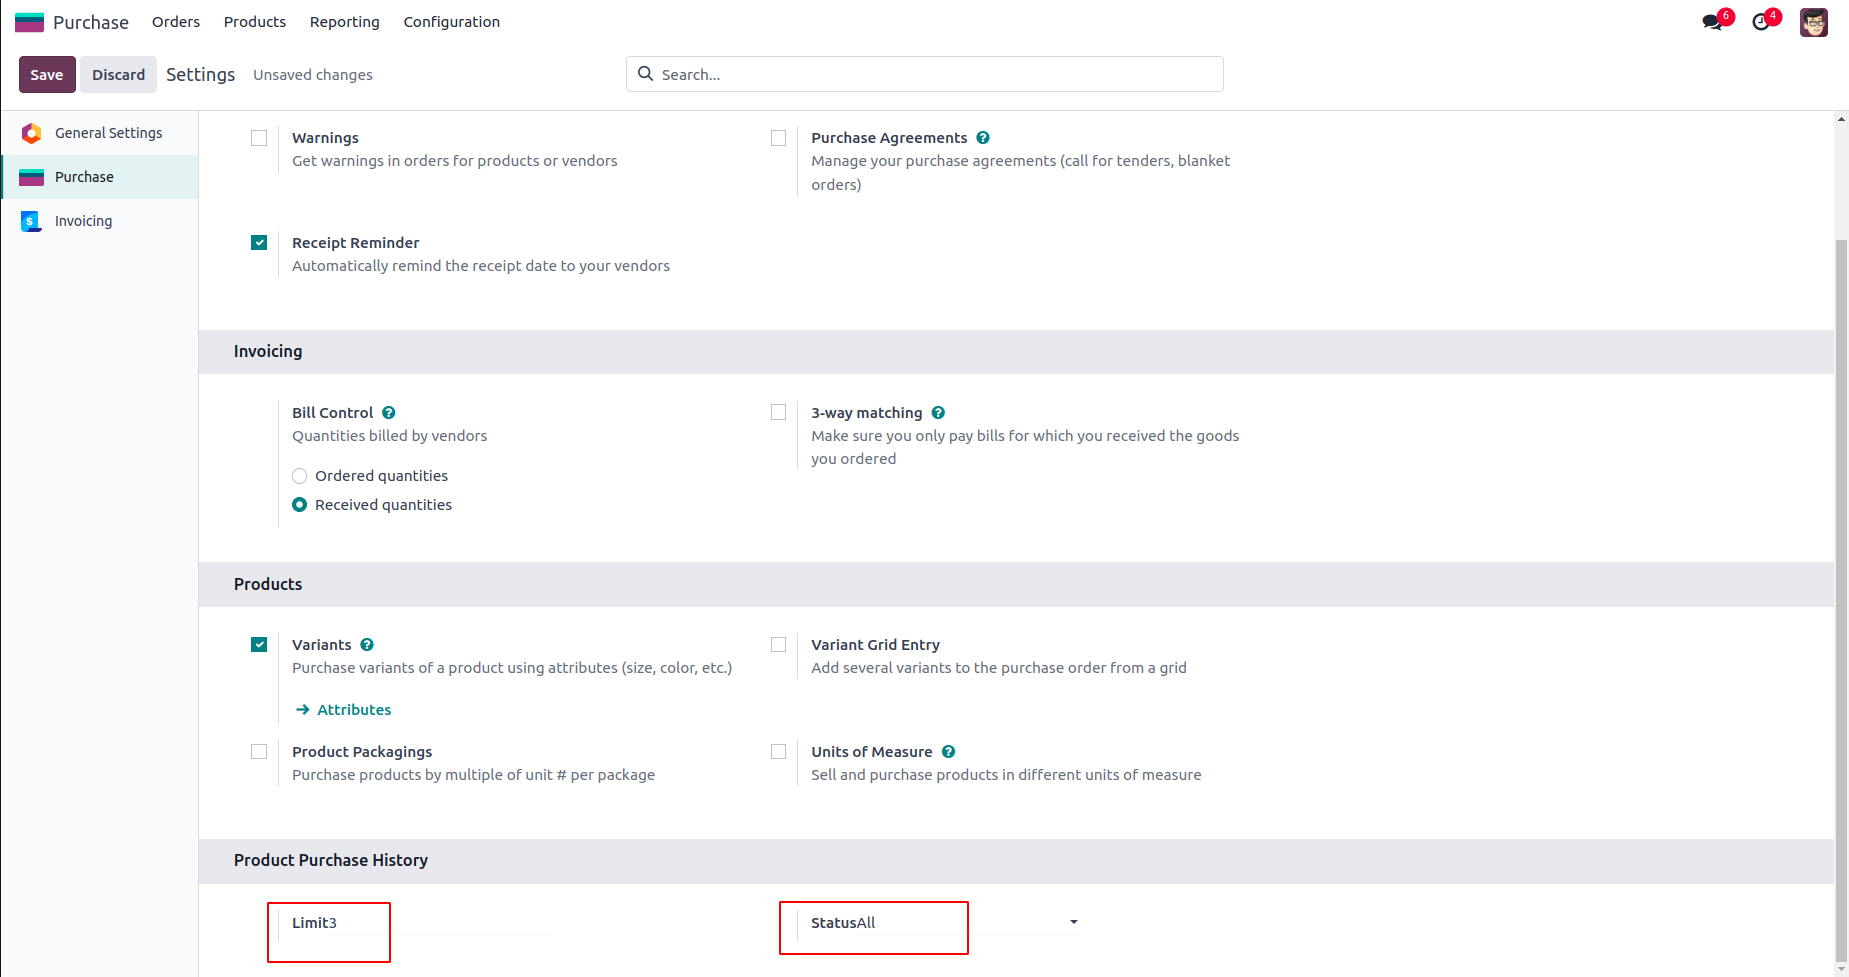 Purchase Orders Products Reporting Configuration 6 4
Save Discard Settings Unsaved changes Search...
General Settings
Purchase
Invoicing
Warnings
Get warnings in orders for products or vendors
Purchase Agreements ?
Manage your purchase agreements (call for tenders, blanket
orders)
Receipt Reminder
Automatically remind the receipt date to your vendors
Invoicing
Bill Control ?
Quantities billed by vendors
Ordered quantities
Received quantities
3-way matching ?
Make sure you only pay bills for which you received the goods
you ordered
Products
Variants ?
Purchase variants of a product using attributes (size, color, etc.)
Attributes
Variant Grid Entry
Add several variants to the purchase order from a grid
Product Packagings
Purchase products by multiple of unit # per package
Units of Measure ?
Sell and purchase products in different units of measure
Product Purchase History
Limit3
StatusAll